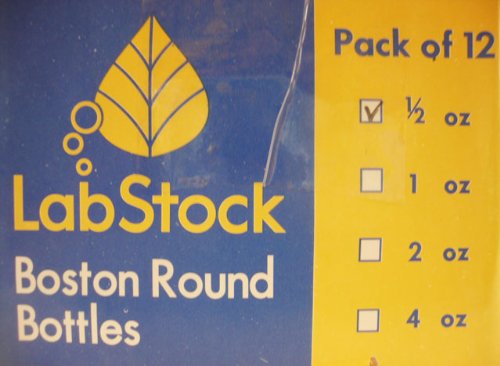 LabStock
Boston Round
Bottles
Pack of 12
½ oz
1 oz
2 oz
4 oz